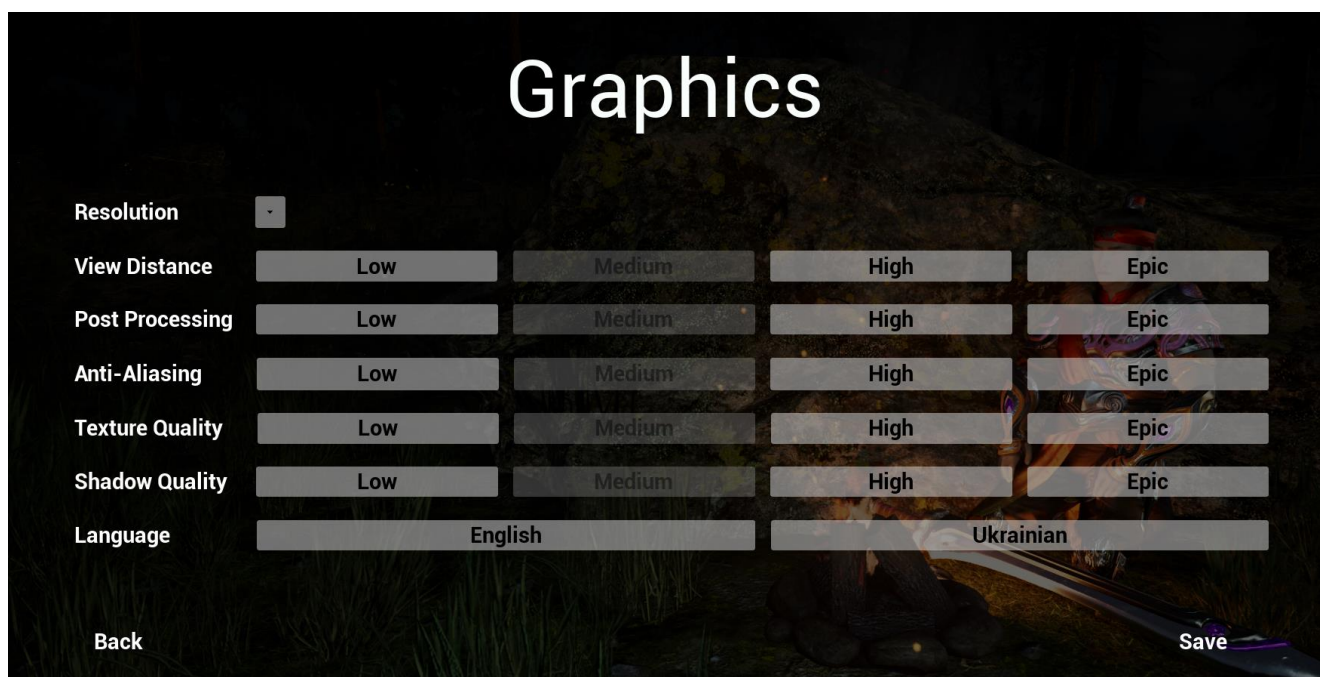 Graphics
Resolution
View Distance Low Medium High Epic
Post Processing Low Medium High Epic
Anti-Aliasing Low Medium High Epic
Texture Quality Low Medium High Epic
Shadow Quality Low Medium High Epic
Language English Ukrainian
Back Save